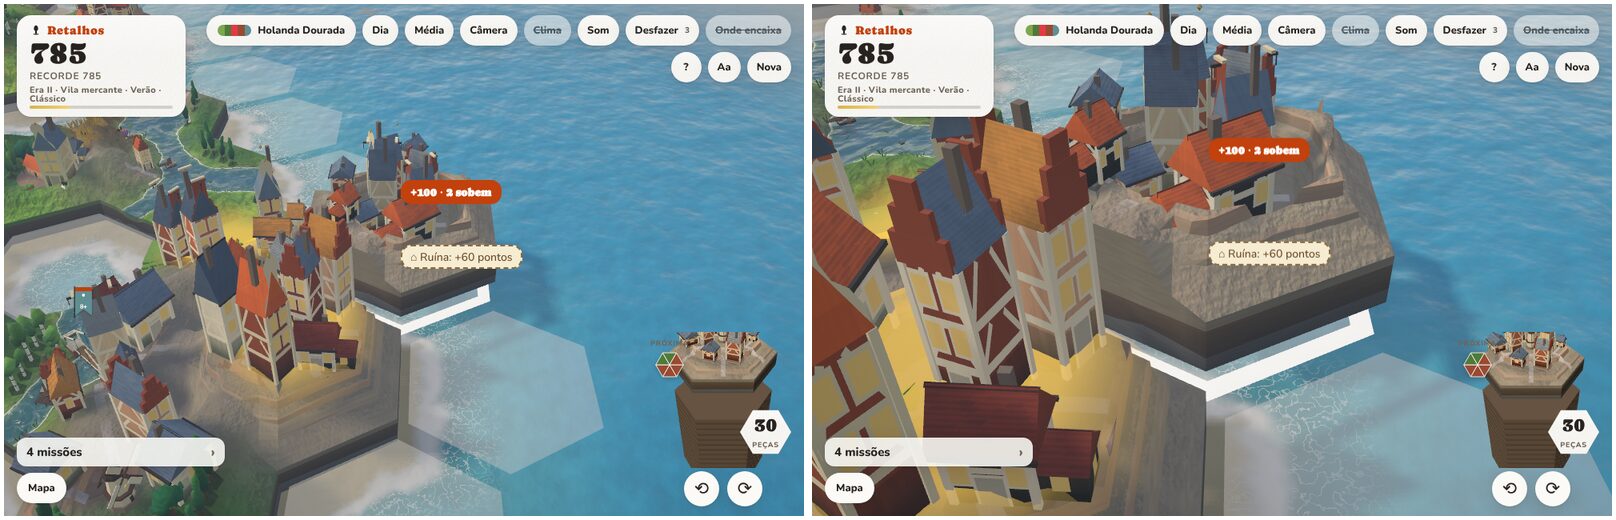 Retalhos
785
RECORDE 785
Era II · Vila mercante · Verão ·
Clássico
Holanda Dourada
Dia
Média
Câmera
Clima
Som
Desfazer 3
Onde encaixa
?
Aa
Nova
+100 · 2 sobem
⌂ Ruína: +60 pontos
8+
30
PEÇAS
4 missões ›
Mapa
⟲
⟳
Retalhos
785
RECORDE 785
Era II · Vila mercante · Verão ·
Clássico
Holanda Dourada
Dia
Média
Câmera
Clima
Som
Desfazer 3
Onde encaixa
?
Aa
Nova
+100 · 2 sobem
⌂ Ruína: +60 pontos
30
PEÇAS
4 missões ›
Mapa
⟲
⟳